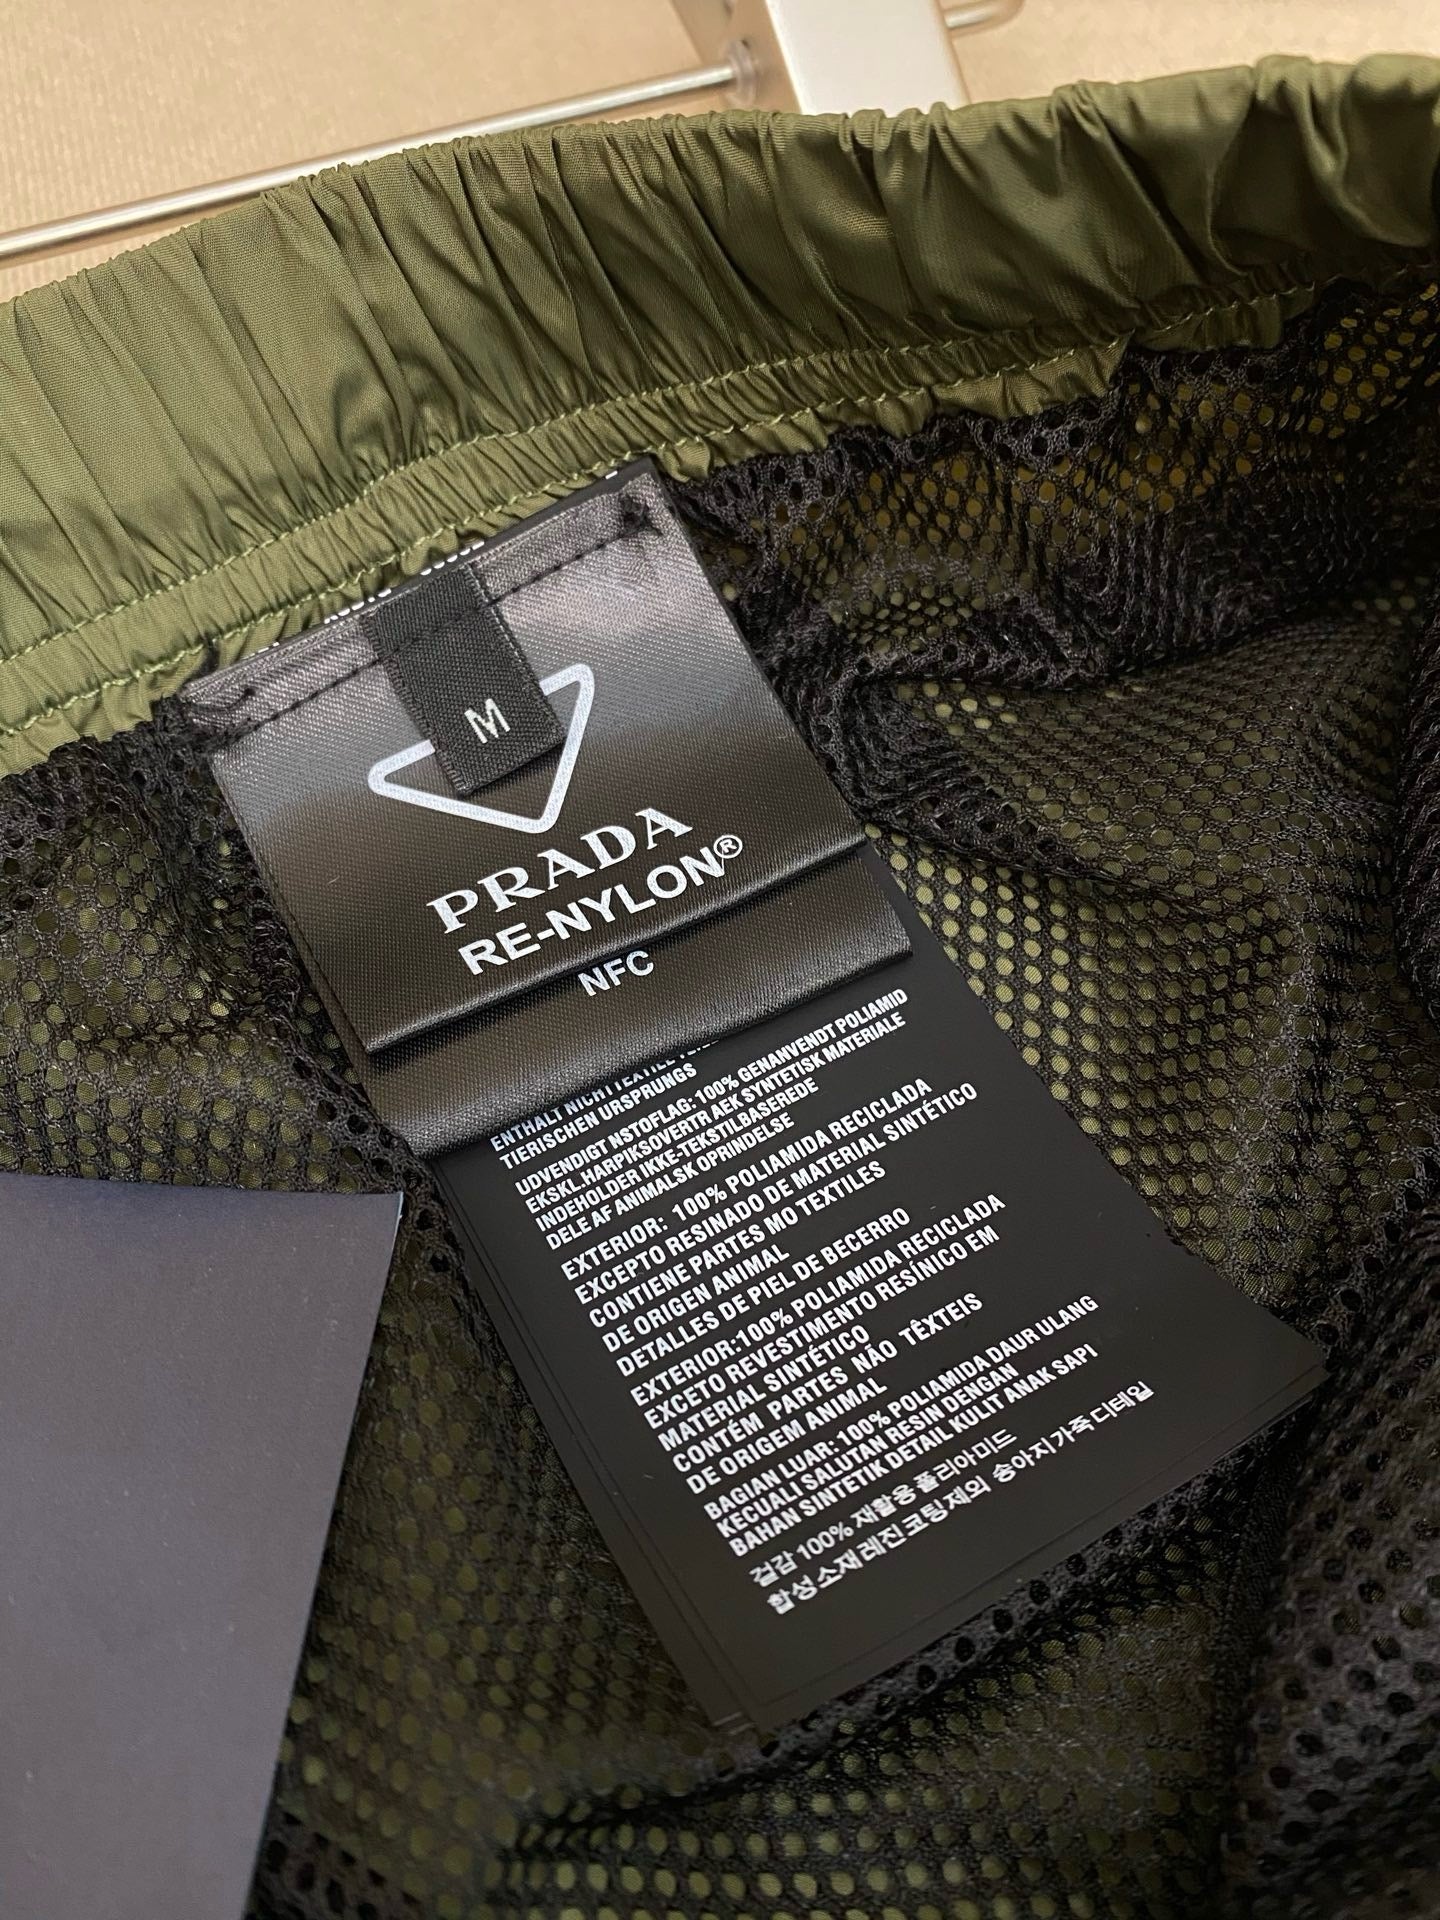 M
PRADA
RE-NYLON®
NFC
ENTHALT NICHTTEXTILE
TIERISCHEN URSPRUNGS
UDVENDIGT NSTOFLAG: 100% GENANVENDT POLIAMID
EKSKL.HARPIKSOVERTR AEK SYNTETISK MATERIALE
INDEHOLDER IKKE-TEKSTILBASEREDE
DELE AF ANIMALSK OPRINDELSE
EXTERIOR: 100% POLIAMIDA RECICLADA
EXCEPTO RESINADO DE MATERIAL SINTÉTICO
CONTIENE PARTES MO TEXTILES
DE ORIGEN ANIMAL
DETALLES DE PIEL DE BECERRO
EXTERIOR:100% POLIAMIDA RECICLADA
EXCETO REVESTIMENTO RESÍNICO EM
MATERIAL SINTÉTICO
CONTÉM PARTES NÃO TÊXTEIS
DE ORIGEM ANIMAL
BAGIAN LUAR: 100% POLIAMIDA DAUR ULANG
KECUALI SALUTAN RESIN DENGAN
BAHAN SINTETIK DETAIL KULIT ANAK SAPI
겉감 100% 재활용 폴리아미드
합성 소재 레진 코팅 제외 송아지 가죽 디테일